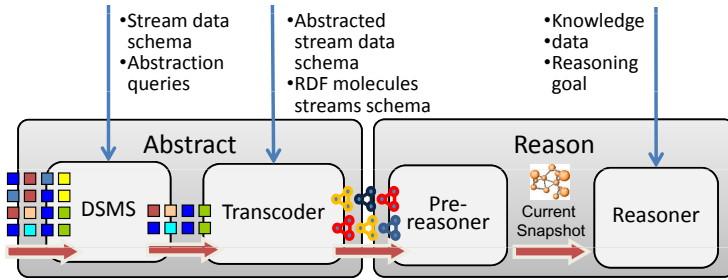 •Stream data
schema
•Abstraction
queries
•Abstracted
stream data
schema
•RDF molecules
streams schema
•Knowledge
•data
•Reasoning
goal
Abstract
Reason
DSMS
Transcoder
Pre-
reasoner
Current
Snapshot
Reasoner